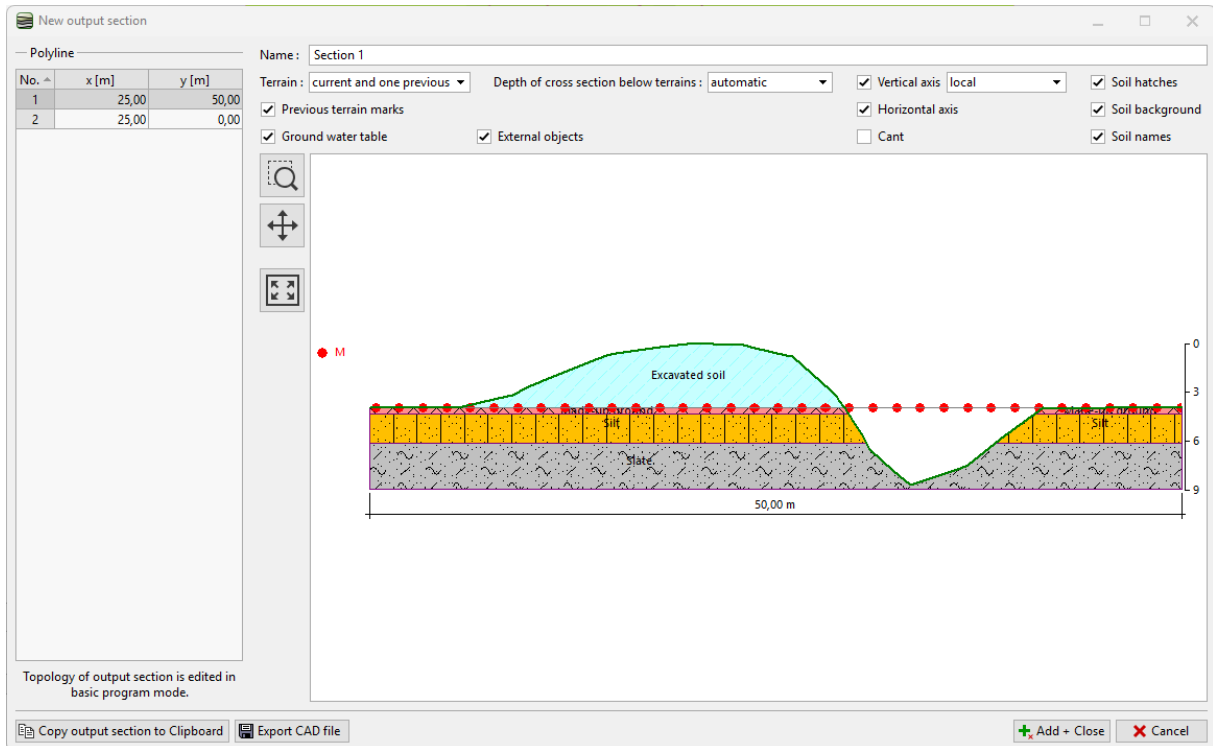 New output section
Polyline
No. x [m] y [m]
1 25,00 50,00
2 25,00 0,00
Topology of output section is edited in
basic program mode.
Name : Section 1
Terrain : current and one previous Depth of cross section below terrains : automatic Vertical axis local Soil hatches
Previous terrain marks Horizontal axis Soil background
Ground water table External objects Cant Soil names
M
Excavated soil
Silt
Silt
Slate
0
3
6
9
50,00 m
Copy output section to Clipboard Export CAD file Add + Close Cancel